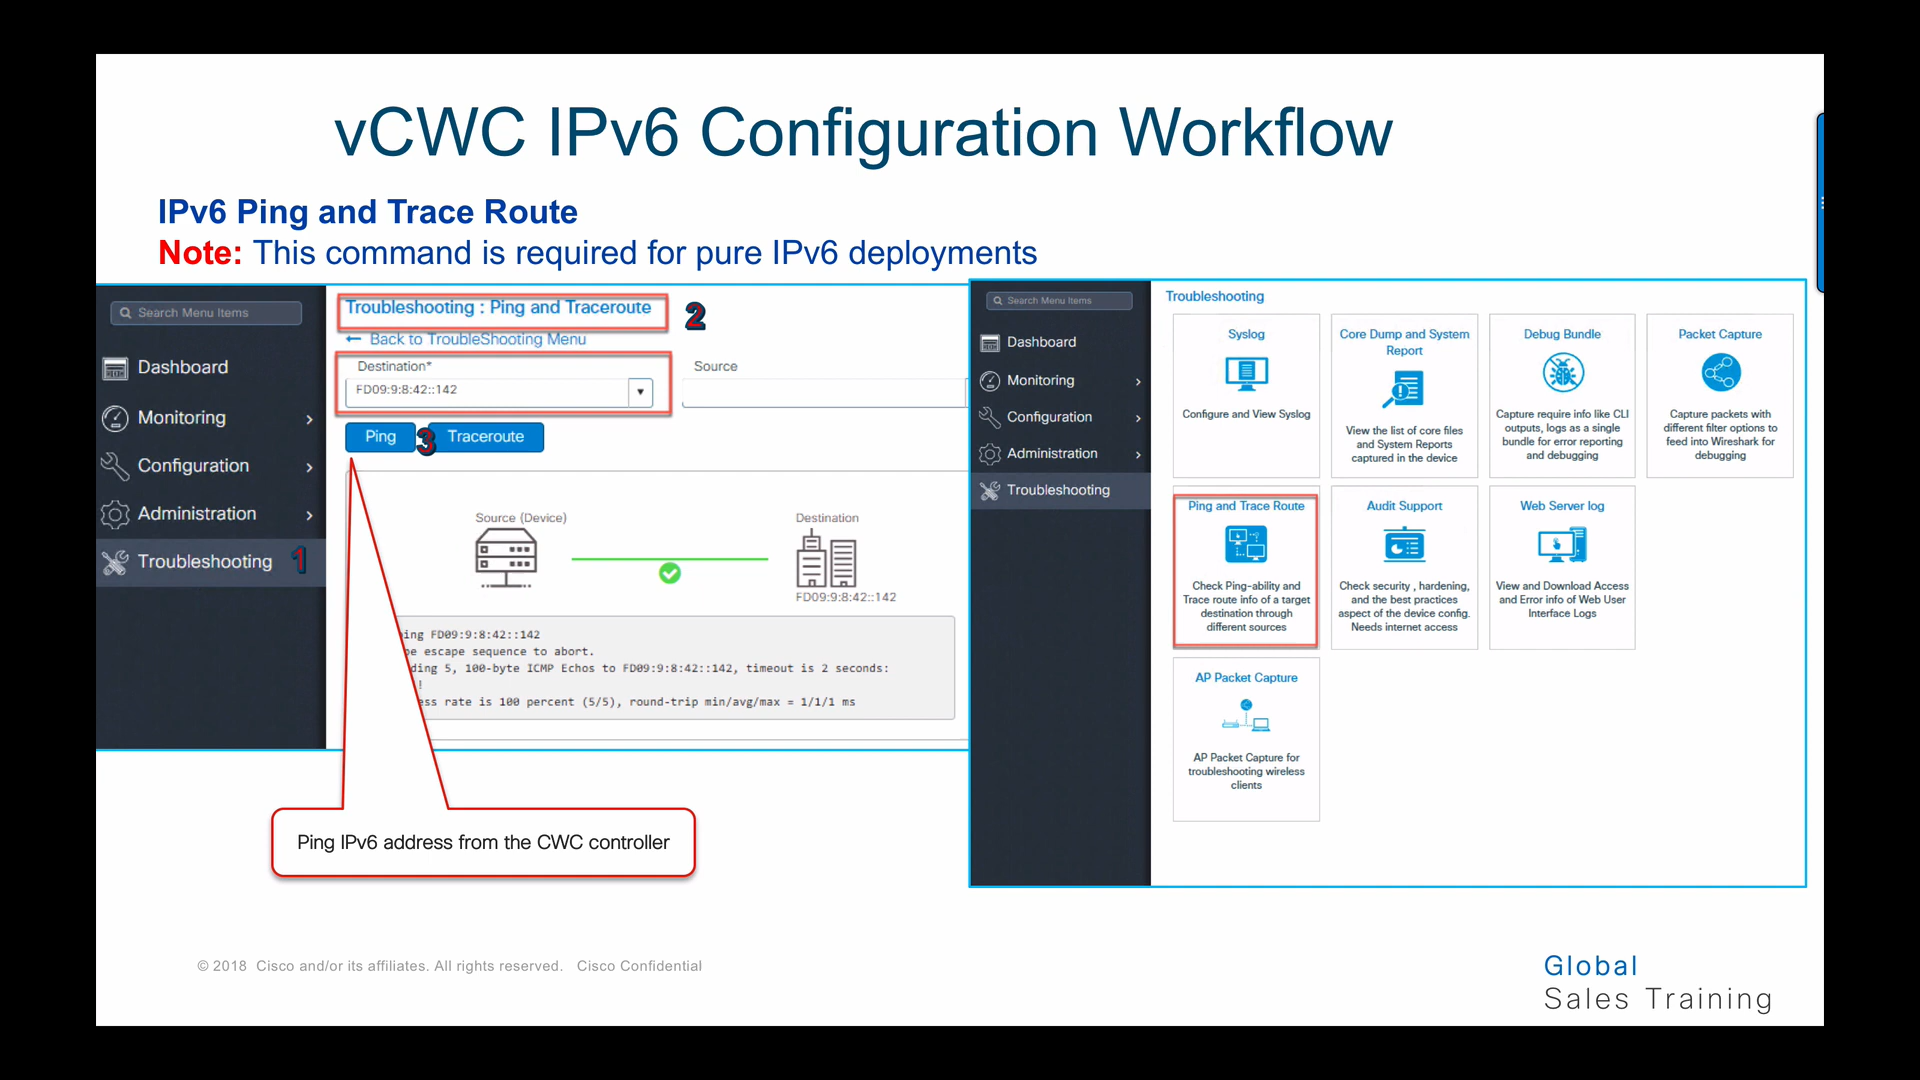 vCWC IPv6 Configuration Workflow
IPv6 Ping and Trace Route
Note: This command is required for pure IPv6 deployments
Search Menu Items
Dashboard
Monitoring
Configuration
Administration
Troubleshooting 1
Troubleshooting : Ping and Traceroute 2
Back to TroubleShooting Menu
Destination*
Source
FD09:9:8:42::142
Ping 3 Traceroute
Source (Device)
Destination
FD09:9:8:42::142
ing FD09:9:8:42::142
pe escape sequence to abort.
ding 5, 100-byte ICMP Echos to FD09:9:8:42::142, timeout is 2 seconds:
!
ess rate is 100 percent (5/5), round-trip min/avg/max = 1/1/1 ms
Ping IPv6 address from the CWC controller
Search Menu Items
Dashboard
Monitoring
Configuration
Administration
Troubleshooting
Troubleshooting
Syslog
Configure and View Syslog
Core Dump and System
Report
View the list of core files
and System Reports
captured in the device
Debug Bundle
Capture require info like CLI
outputs, logs as a single
bundle for error reporting
and debugging
Packet Capture
Capture packets with
different filter options to
feed into Wireshark for
debugging
Ping and Trace Route
Check Ping-ability and
Trace route info of a target
destination through
different sources
Audit Support
Check security , hardening,
and the best practices
aspect of the device config.
Needs internet access
Web Server log
View and Download Access
and Error info of Web User
Interface Logs
AP Packet Capture
AP Packet Capture for
troubleshooting wireless
clients
© 2018 Cisco and/or its affiliates. All rights reserved. Cisco Confidential
Global
Sales Training